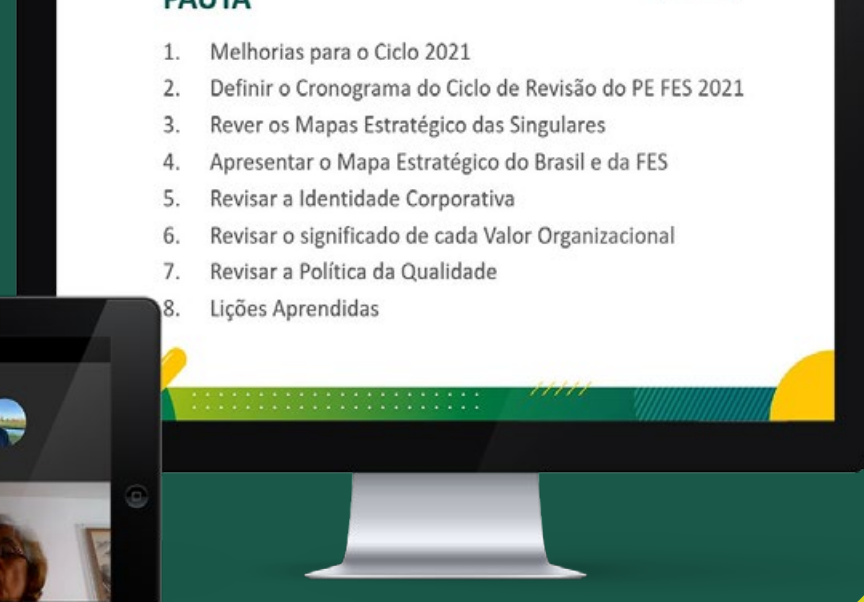 PAUTA
1. Melhorias para o Ciclo 2021
2. Definir o Cronograma do Ciclo de Revisão do PE FES 2021
3. Rever os Mapas Estratégico das Singulares
4. Apresentar o Mapa Estratégico do Brasil e da FES
5. Revisar a Identidade Corporativa
6. Revisar o significado de cada Valor Organizacional
7. Revisar a Política da Qualidade
8. Lições Aprendidas